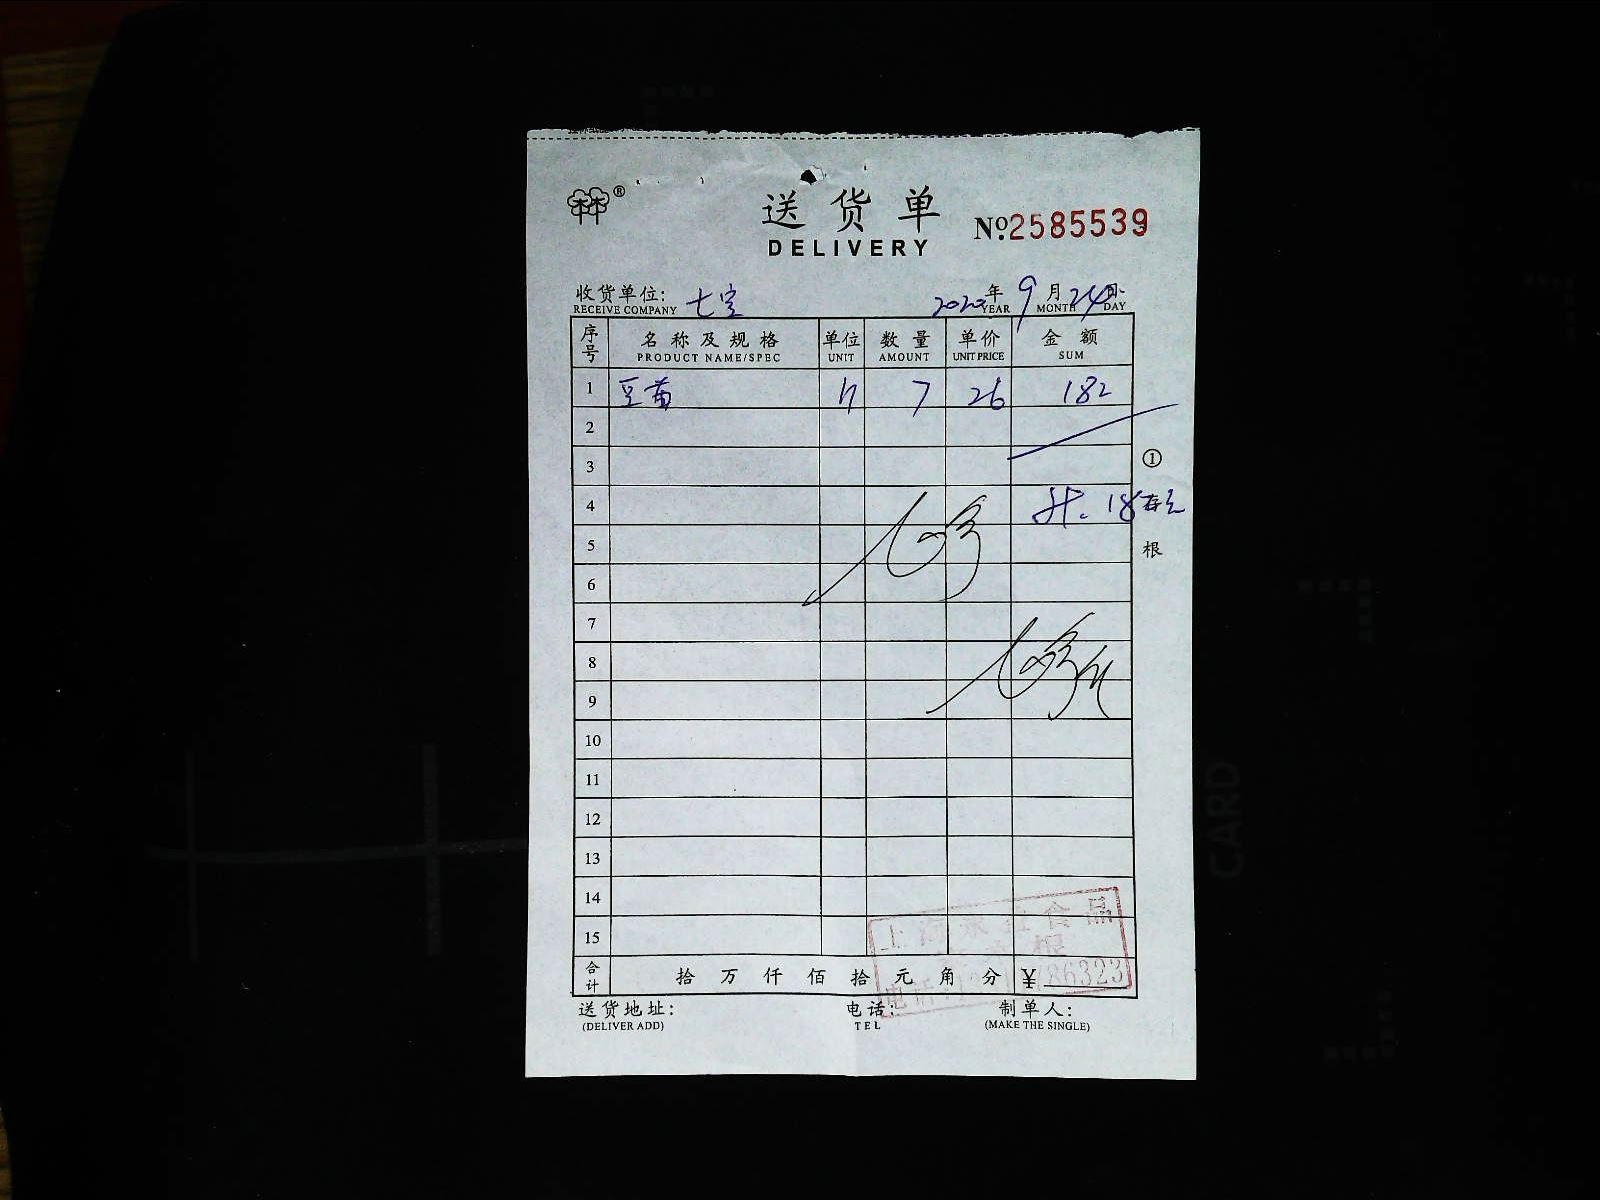 林林®
送货单
DELIVERY
№2585539
收货单位: 七宝
RECEIVE COMPANY
2020年 9月 24日
YEAR MONTH DAY
序号 名称及规格 单位 数量 单价 金额
PRODUCT NAME/SPEC UNIT AMOUNT UNIT PRICE SUM
1 豆苗 7 26 182
2
3
①
4 存
5
根
6
7
8
9
10
11
12
13
14
15
合计 拾 万 仟 佰 拾 元 角 分 ¥
送货地址: 电话: 制单人:
(DELIVER ADD) TEL (MAKE THE SINGLE)
CARD